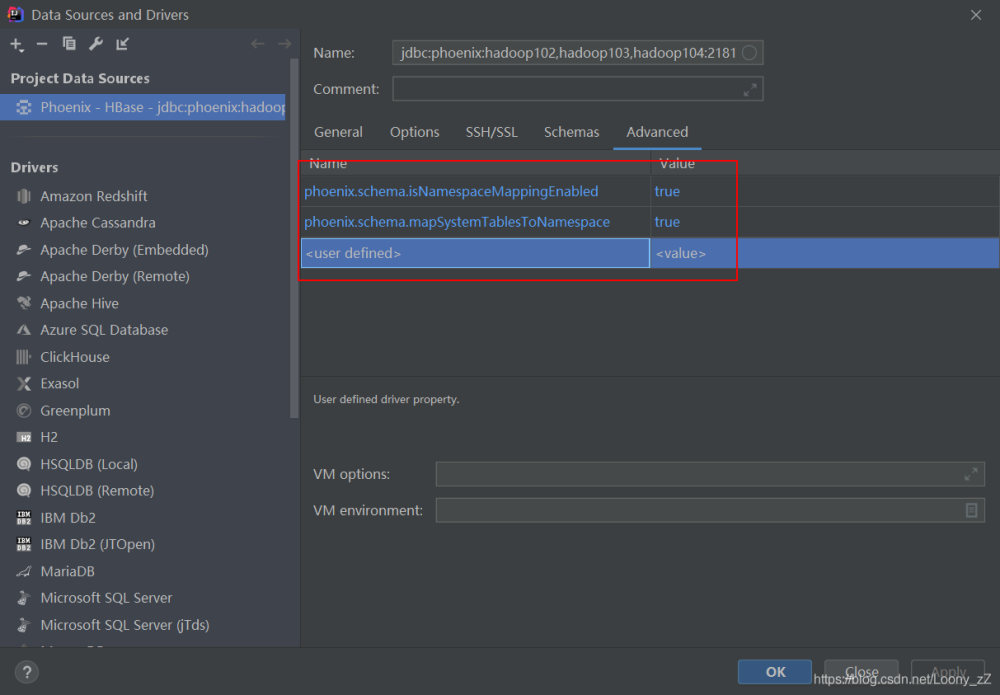 Data Sources and Drivers
Name: jdbc:phoenix:hadoop102,hadoop103,hadoop104:2181
Comment:
Project Data Sources
Phoenix - HBase - jdbc:phoenix:hadoop
General Options SSH/SSL Schemas Advanced
Name Value
phoenix.schema.isNamespaceMappingEnabled true
phoenix.schema.mapSystemTablesToNamespace true
<user defined> <value>
User defined driver property.
VM options:
VM environment:
Drivers
Amazon Redshift
Apache Cassandra
Apache Derby (Embedded)
Apache Derby (Remote)
Apache Hive
Azure SQL Database
ClickHouse
Exasol
Greenplum
H2
HSQLDB (Local)
HSQLDB (Remote)
IBM Db2
IBM Db2 (JTOpen)
MariaDB
Microsoft SQL Server
Microsoft SQL Server (jTds)
?
OK Close Apply
https://blog.csdn.net/Loony_zZ